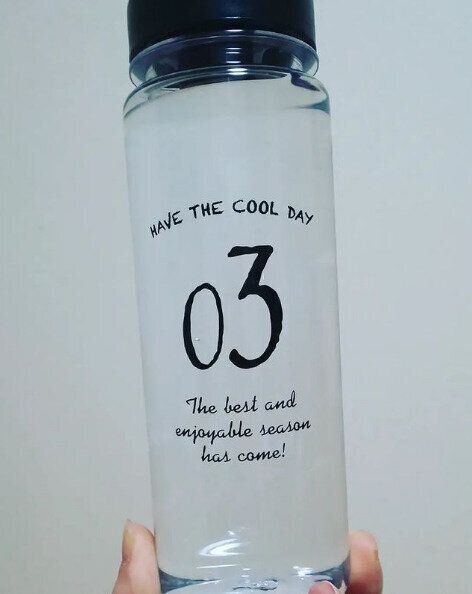 HAVE THE COOL DAY
03
The best and
enjoyable season
has come!